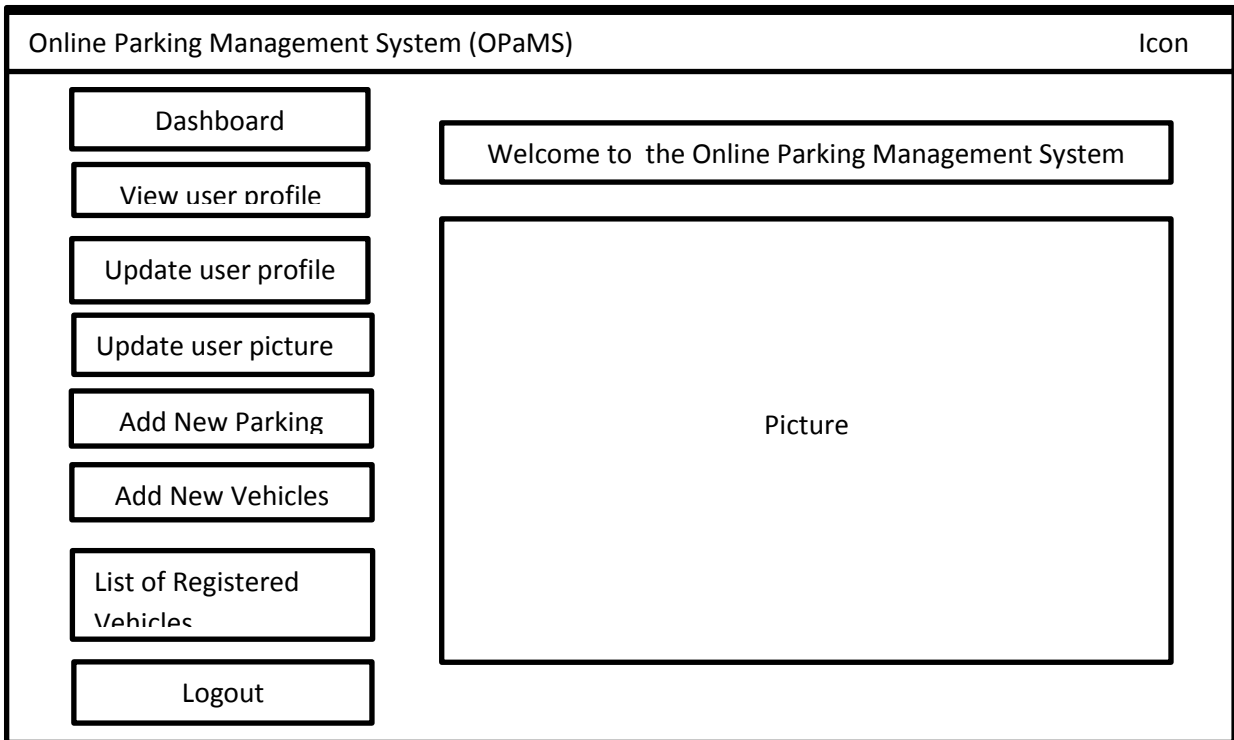 Online Parking Management System (OPaMS) Icon
Dashboard
View user profile
Update user profile
Update user picture
Add New Parking
Add New Vehicles
List of Registered
Vehicles
Logout
Welcome to  the Online Parking Management System
Picture